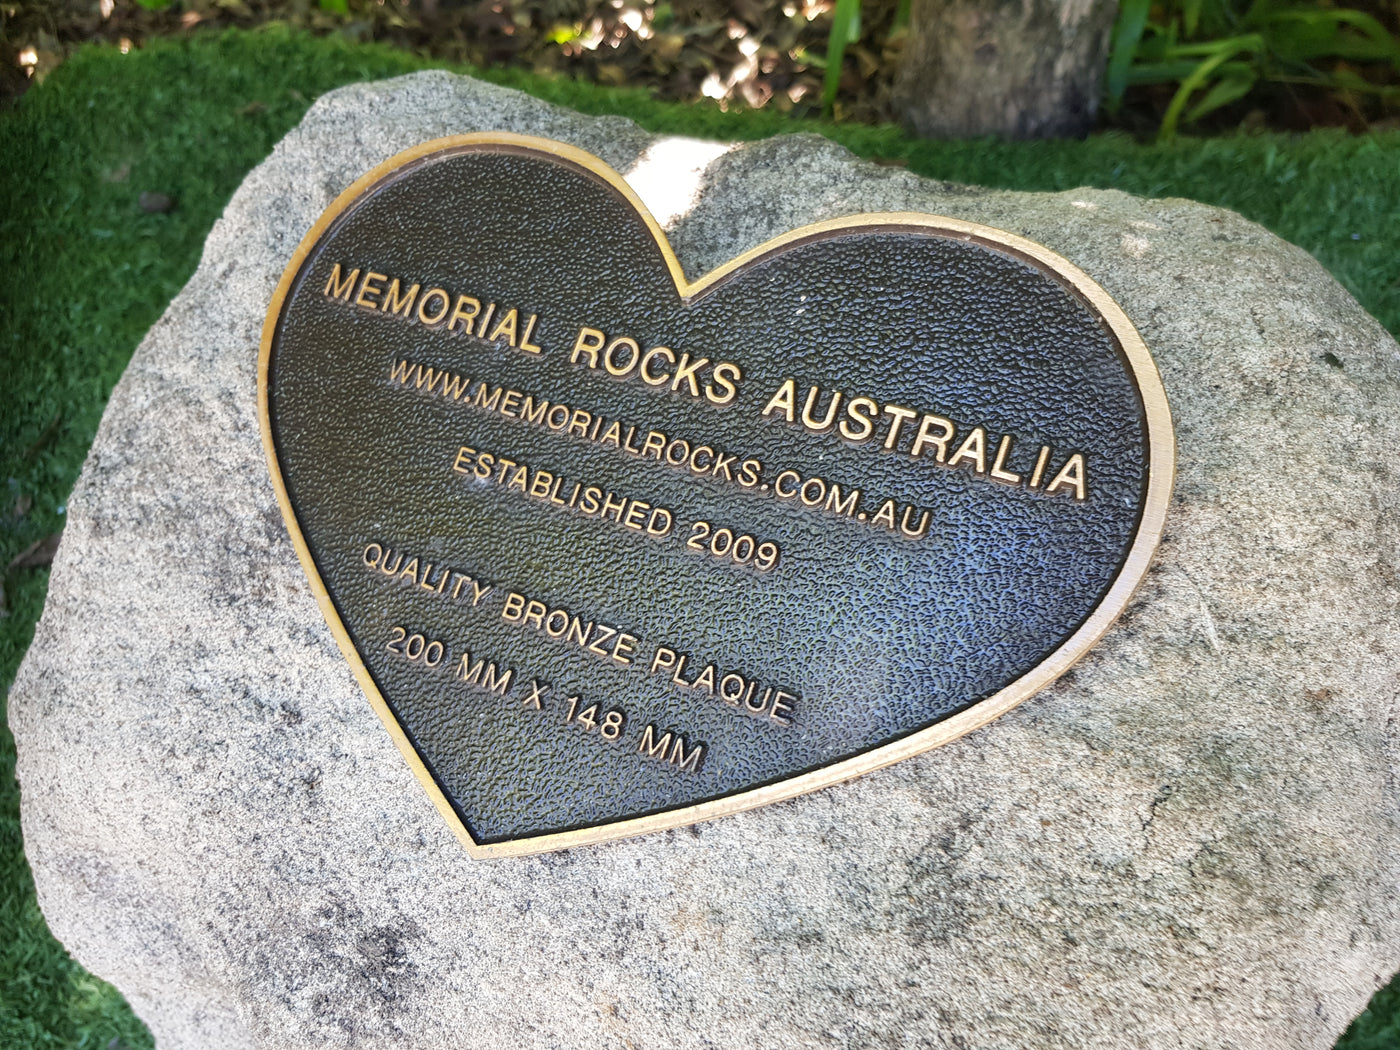 MEMORIAL ROCKS AUSTRALIA
WWW.MEMORIALROCKS.COM.AU
ESTABLISHED 2009
QUALITY BRONZE PLAQUE
200 MM X 148 MM